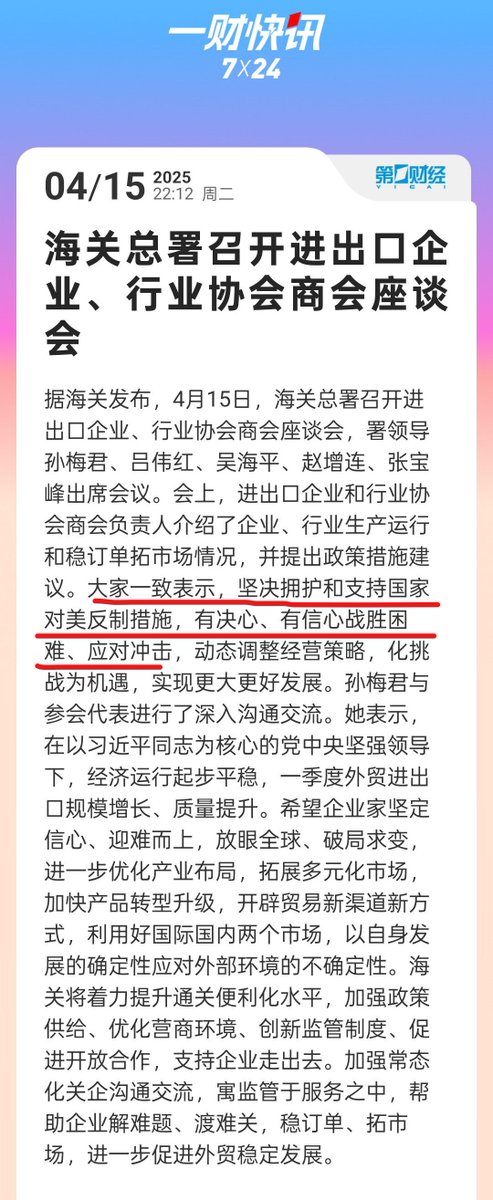 一财快讯
7X24
04/15 2025 22:12 周二
第一财经
YICAI
海关总署召开进出口企
业、行业协会商会座谈
会
据海关发布，4月15日，海关总署召开进
出口企业、行业协会商会座谈会，署领导
孙梅君、吕伟红、吴海平、赵增连、张宝
峰出席会议。会上，进出口企业和行业协
会商会负责人介绍了企业、行业生产运行
和稳订单拓市场情况，并提出政策措施建
议。大家一致表示，坚决拥护和支持国家
对美反制措施，有决心、有信心战胜困
难、应对冲击，动态调整经营策略，化挑
战为机遇，实现更大更好发展。孙梅君与
参会代表进行了深入沟通交流。她表示，
在以习近平同志为核心的党中央坚强领导
下，经济运行起步平稳，一季度外贸进出
口规模增长、质量提升。希望企业家坚定
信心、迎难而上，放眼全球、破局求变，
进一步优化产业布局，拓展多元化市场，
加快产品转型升级，开辟贸易新渠道新方
式，利用好国际国内两个市场，以自身发
展的确定性应对外部环境的不确定性。海
关将着力提升通关便利化水平，加强政策
供给、优化营商环境、创新监管制度、促
进开放合作，支持企业走出去。加强常态
化关企沟通交流，寓监管于服务之中，帮
助企业解难题、渡难关，稳订单、拓市
场，进一步促进外贸稳定发展。